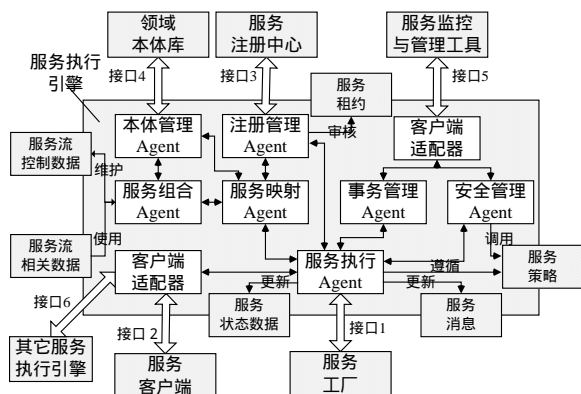 领域
本体库
服务
注册中心
服务监控
与管理工具
服务执行
引擎
接口4
接口3
接口5
服务
租约
本体管理
Agent
注册管理
Agent
审核
客户端
适配器
服务流
控制数据
维护
服务组合
Agent
服务映射
Agent
事务管理
Agent
安全管理
Agent
服务流
相关数据
使用
客户端
适配器
服务执行
Agent
调用
遵循
服务
策略
更新
更新
接口6
服务
状态数据
服务
消息
其它服务
执行引擎
接口 2
接口1
服务
客户端
服务
工厂